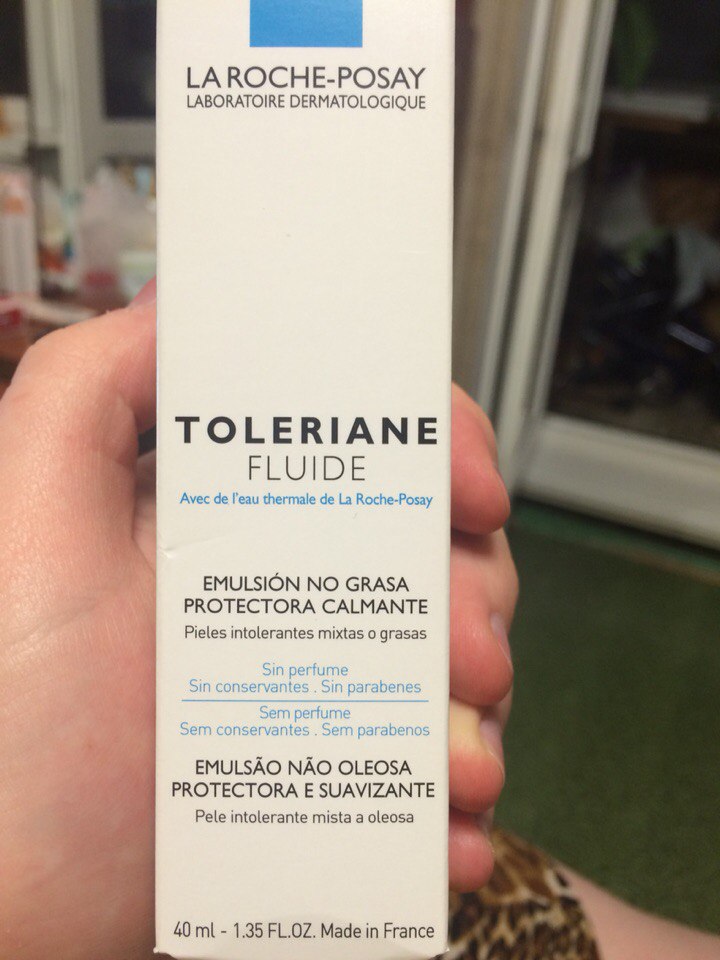 LA ROCHE-POSAY
LABORATOIRE DERMATOLOGIQUE
TOLERIANE
FLUIDE
Avec de l'eau thermale de La Roche-Posay
EMULSIÓN NO GRASA
PROTECTORA CALMANTE
Pieles intolerantes mixtas o grasas
Sin perfume
Sin conservantes . Sin parabenes
Sem perfume
Sem conservantes . Sem parabenos
EMULSÃO NÃO OLEOSA
PROTECTORA E SUAVIZANTE
Pele intolerante mista a oleosa
40 ml - 1.35 FL.OZ. Made in France